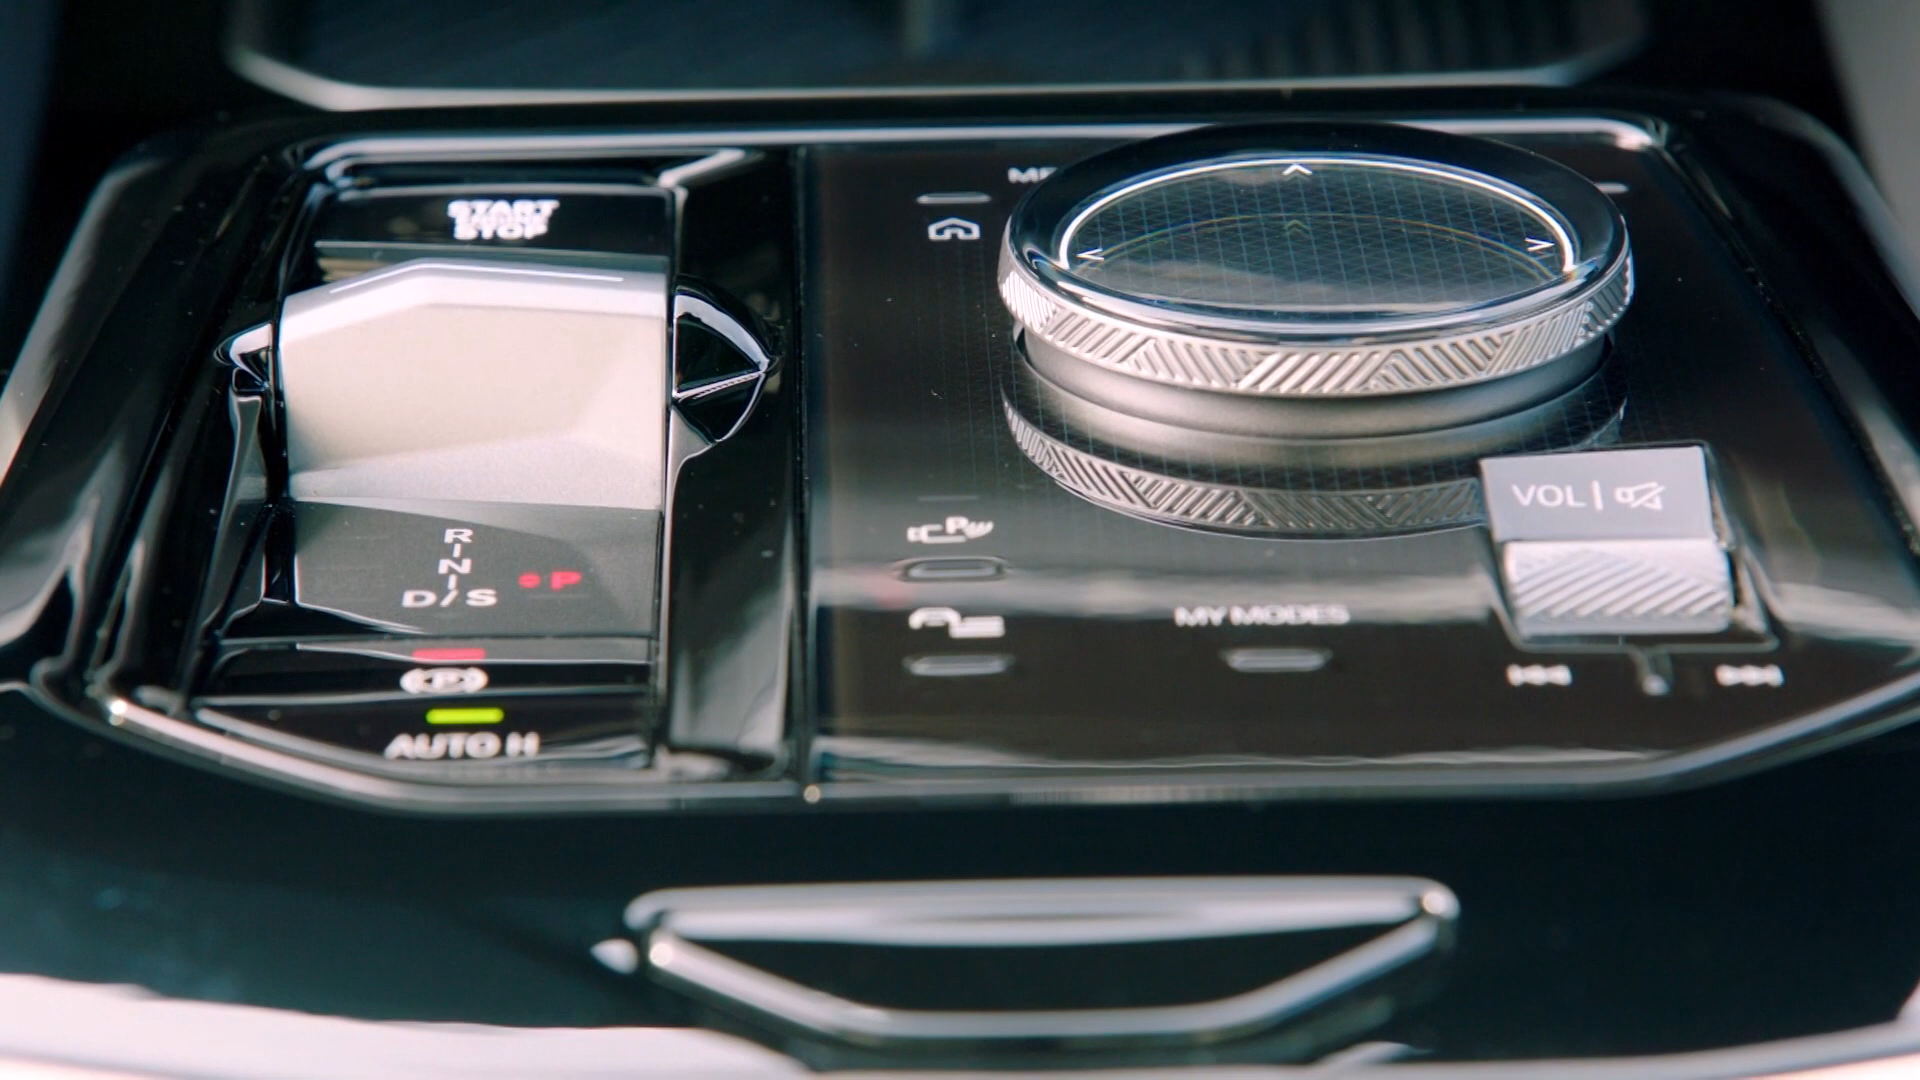 START
STOP
R
N
D/S P
P
AUTO H
P
MY MODES
VOL